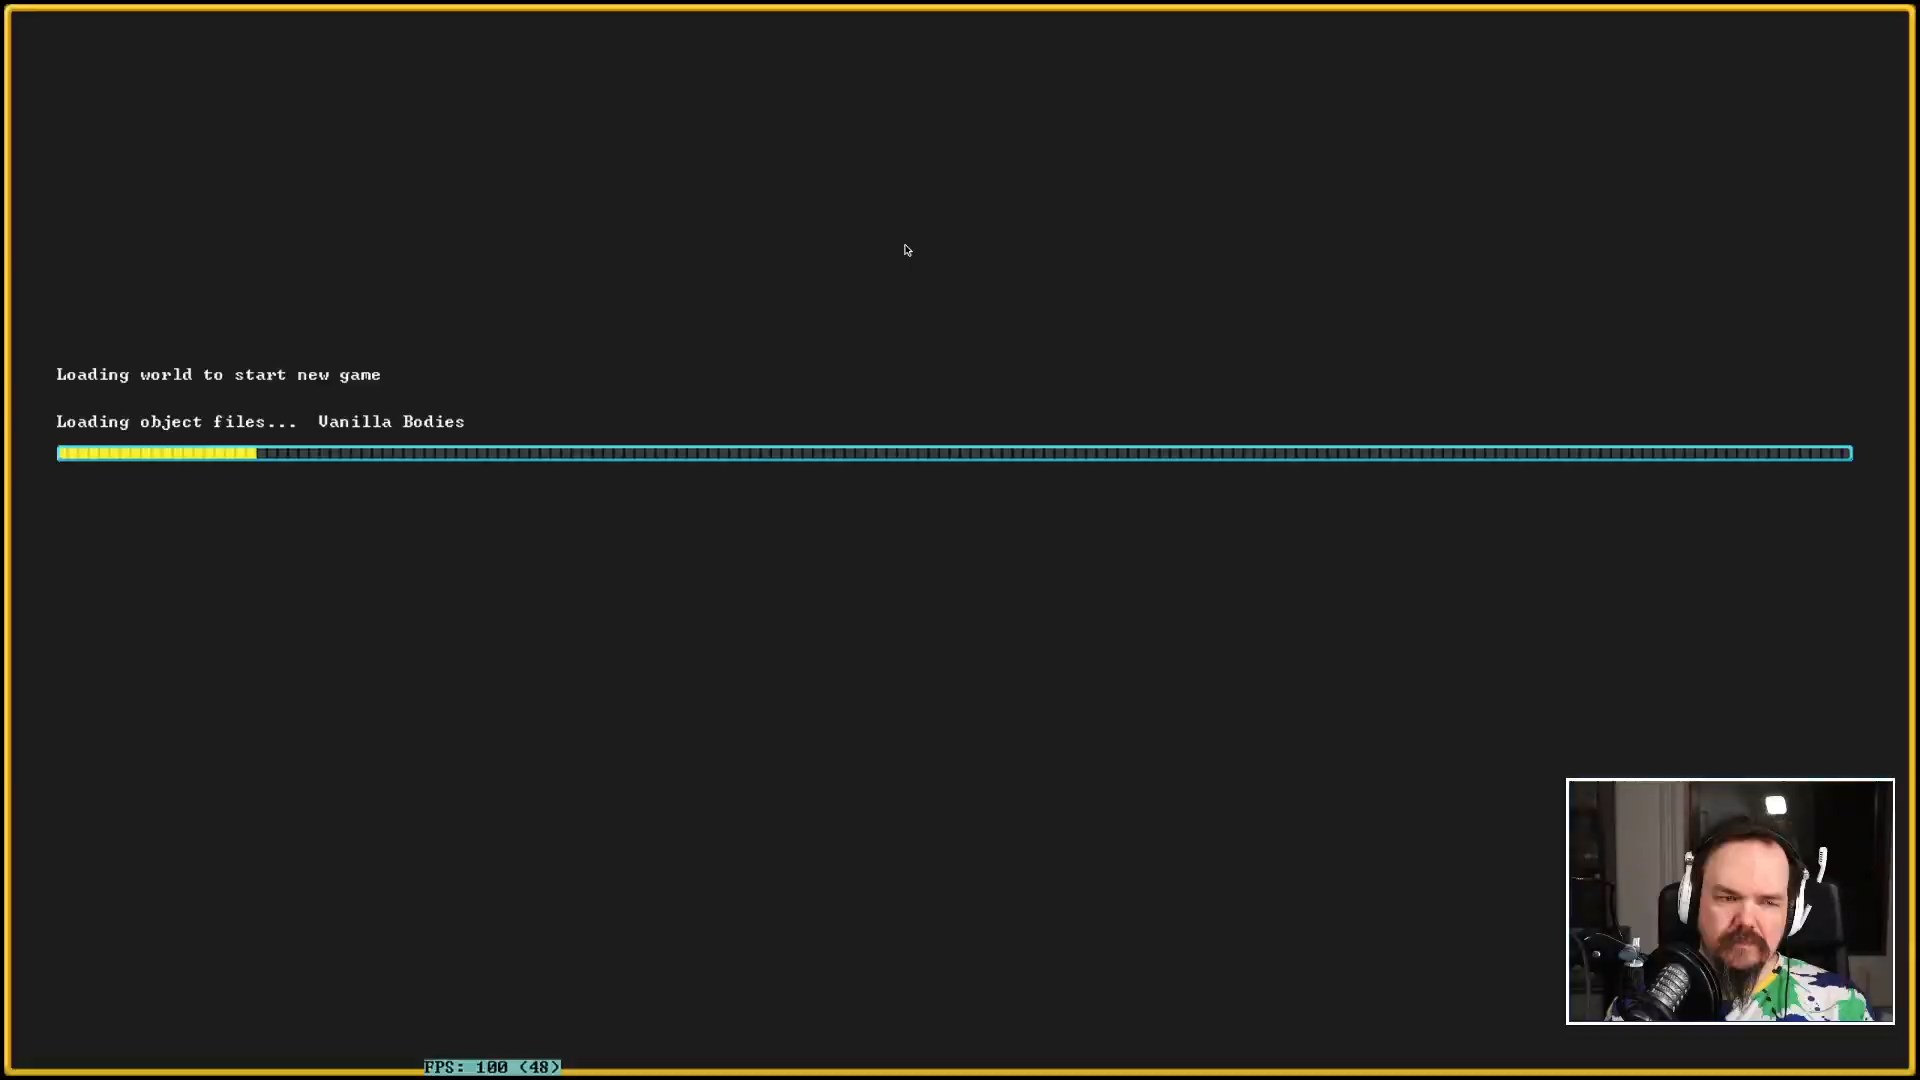 Loading world to start new game
Loading object files...  Vanilla Bodies
FPS: 100 (48)